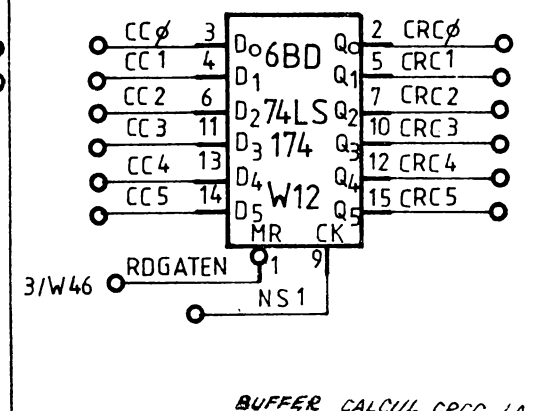 CCø 3 D0 6BD Q0 2 CRCø
CC1 4 D1 Q1 5 CRC1
CC2 6 D2 74LS Q2 7 CRC2
CC3 11 D3 174 Q3 10 CRC3
CC4 13 D4 Q4 12 CRC4
CC5 14 D5 W12 Q5 15 CRC5
MR CK
3/W46 RDGATEN 1 9
NS1
BUFFER CALCUL CRCC